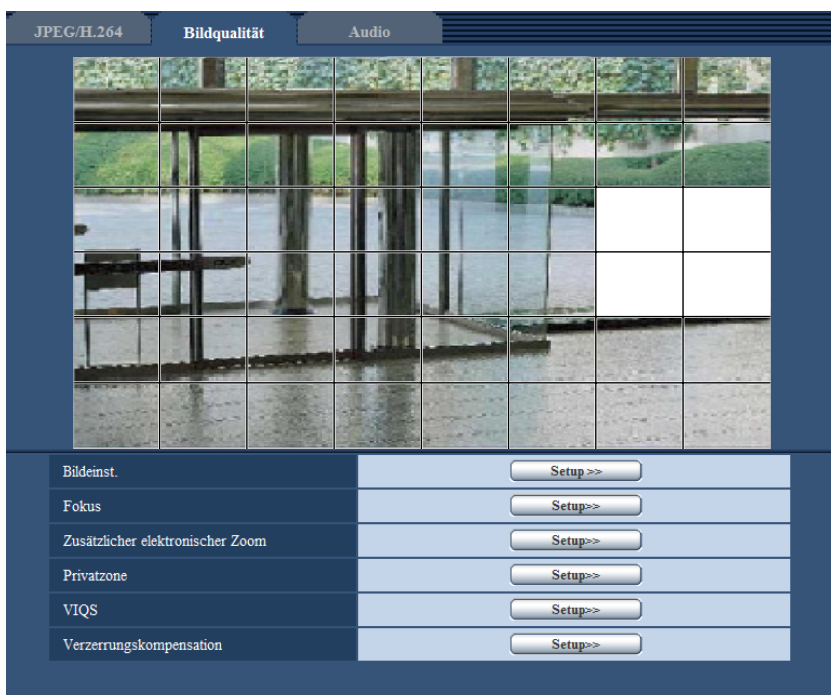 JPEG/H.264 Bildqualität Audio
Bildeinst. Setup >>
Fokus Setup>>
Zusätzlicher elektronischer Zoom Setup>>
Privatzone Setup>>
VIQS Setup>>
Verzerrungskompensation Setup>>